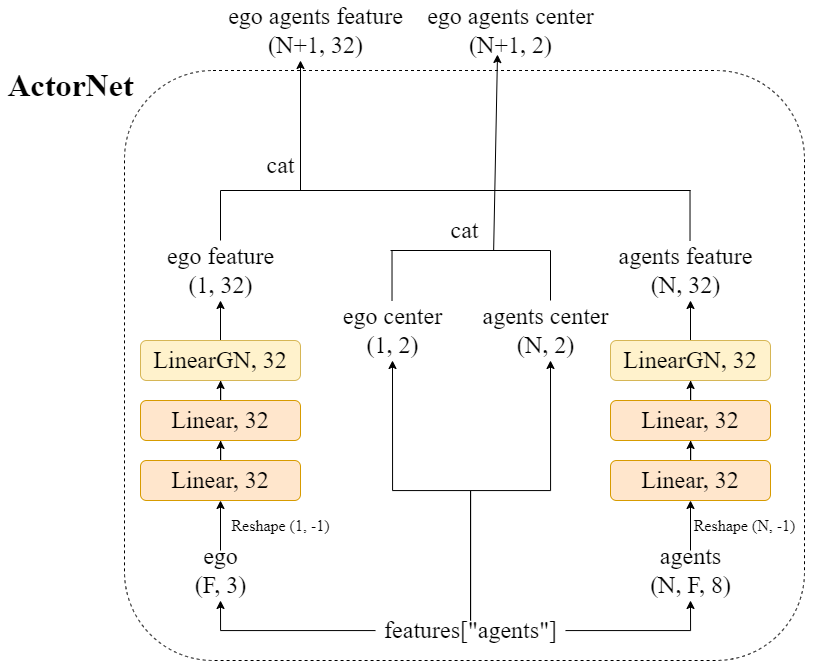 ego agents feature
(N+1, 32)
ego agents center
(N+1, 2)
ActorNet
cat
cat
ego feature
(1, 32)
agents feature
(N, 32)
ego center
(1, 2)
agents center
(N, 2)
LinearGN, 32
LinearGN, 32
Linear, 32
Linear, 32
Linear, 32
Linear, 32
Reshape (1, -1)
Reshape (N, -1)
ego
(F, 3)
agents
(N, F, 8)
features["agents"]